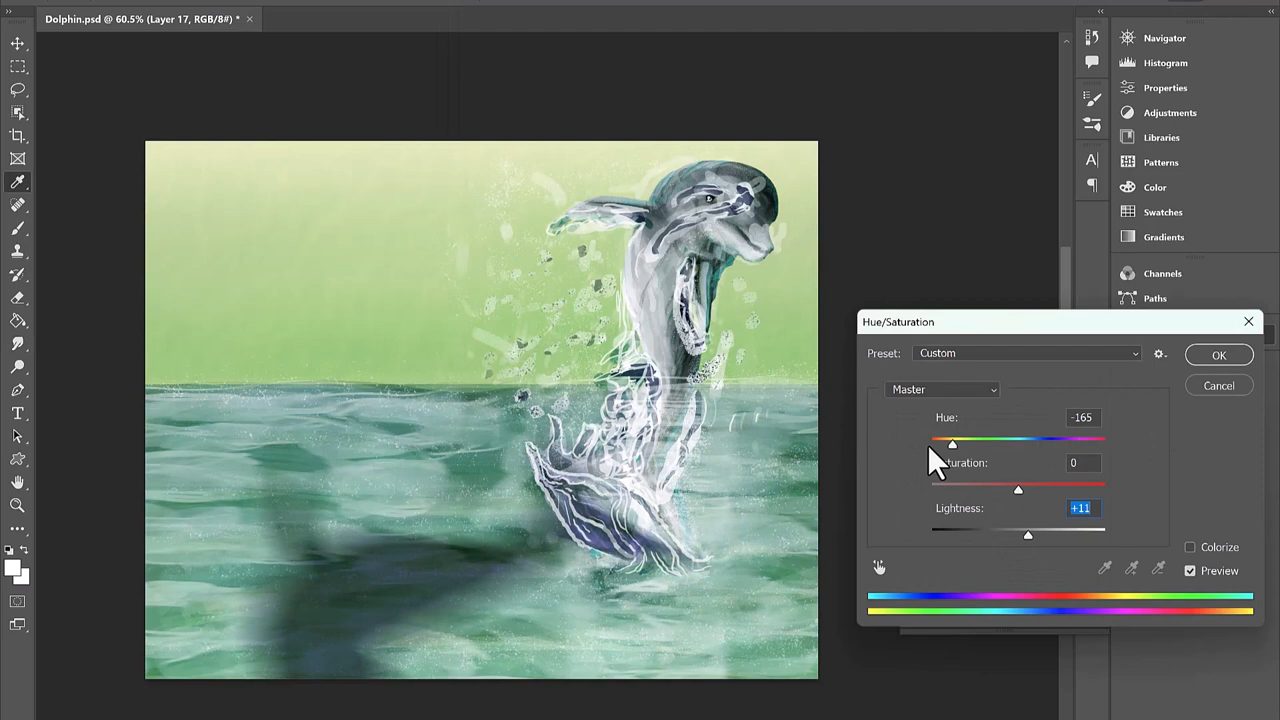 Dolphin.psd @ 60.5% (Layer 17, RGB/8#) *
Navigator
Histogram
Properties
Adjustments
Libraries
Patterns
Color
Swatches
Gradients
Channels
Paths
Hue/Saturation
Preset:
Custom
OK
Cancel
Master
Hue:
-165
uration:
0
Lightness:
+11
Colorize
Preview